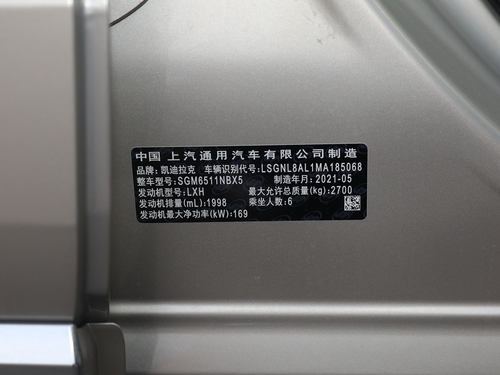 中国 上汽通用汽车有限公司制造
品牌:凯迪拉克 车辆识别代号:LSGNL8AL1MA185068
整车型号:SGM6511NBX5 制造年月:2021-05
发动机型号:LXH 最大允许总质量(kg):2700
发动机排量(mL):1998 乘坐人数:6
发动机最大净功率(kW):169